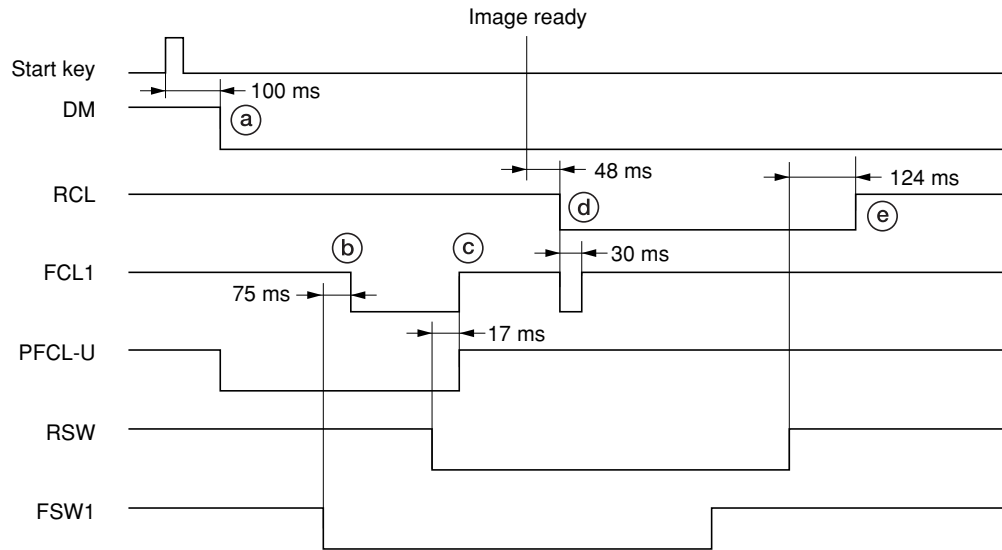 Image ready
Start key
100 ms
DM
a
48 ms
124 ms
RCL
d
e
b
c
30 ms
FCL1
75 ms
17 ms
PFCL-U
RSW
FSW1